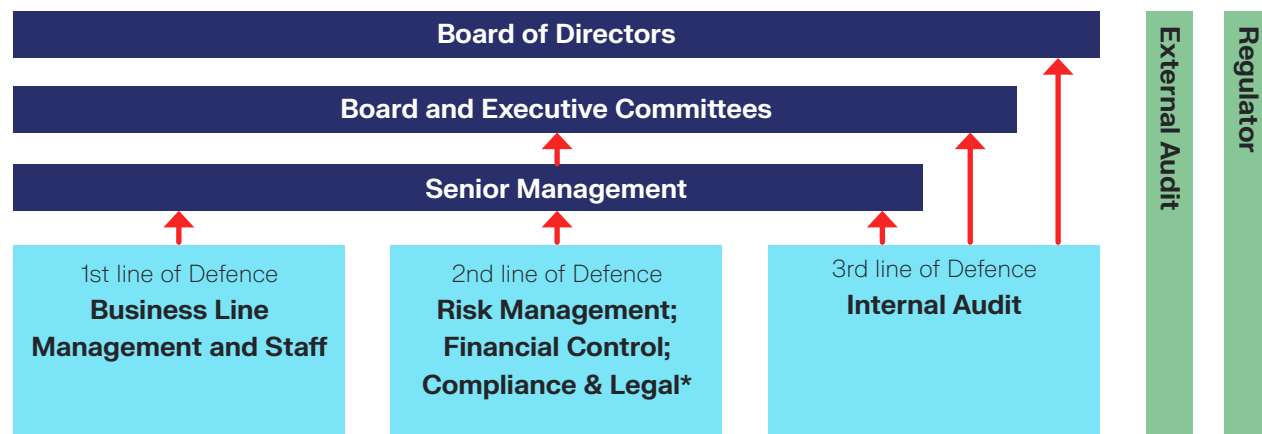 Board of Directors
Board and Executive Committees
Senior Management
1st line of Defence
Business Line
Management and Staff
2nd line of Defence
Risk Management;
Financial Control;
Compliance & Legal*
3rd line of Defence
Internal Audit
External Audit
Regulator